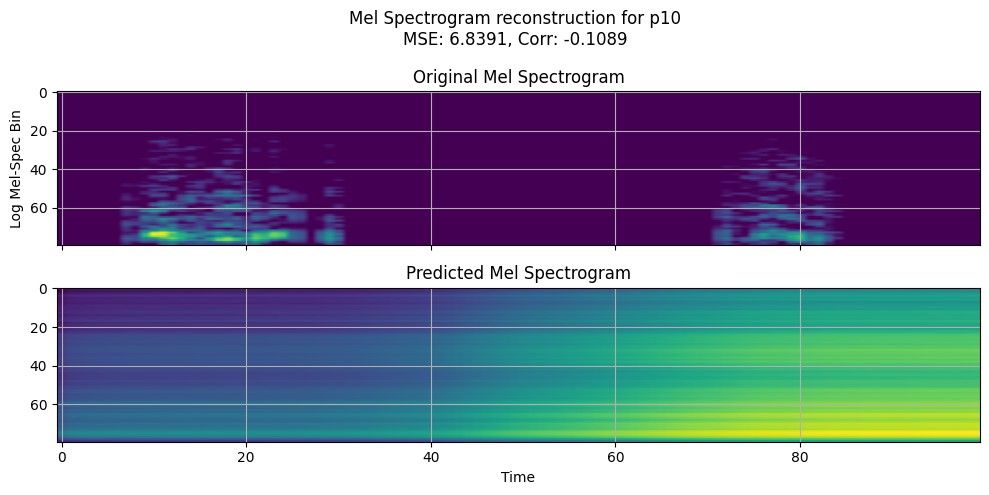 Mel Spectrogram reconstruction for p10
MSE: 6.8391, Corr: -0.1089
Original Mel Spectrogram
Log Mel-Spec Bin
0
20
40
60
Predicted Mel Spectrogram
0
20
40
60
0 20 40 60 80
Time